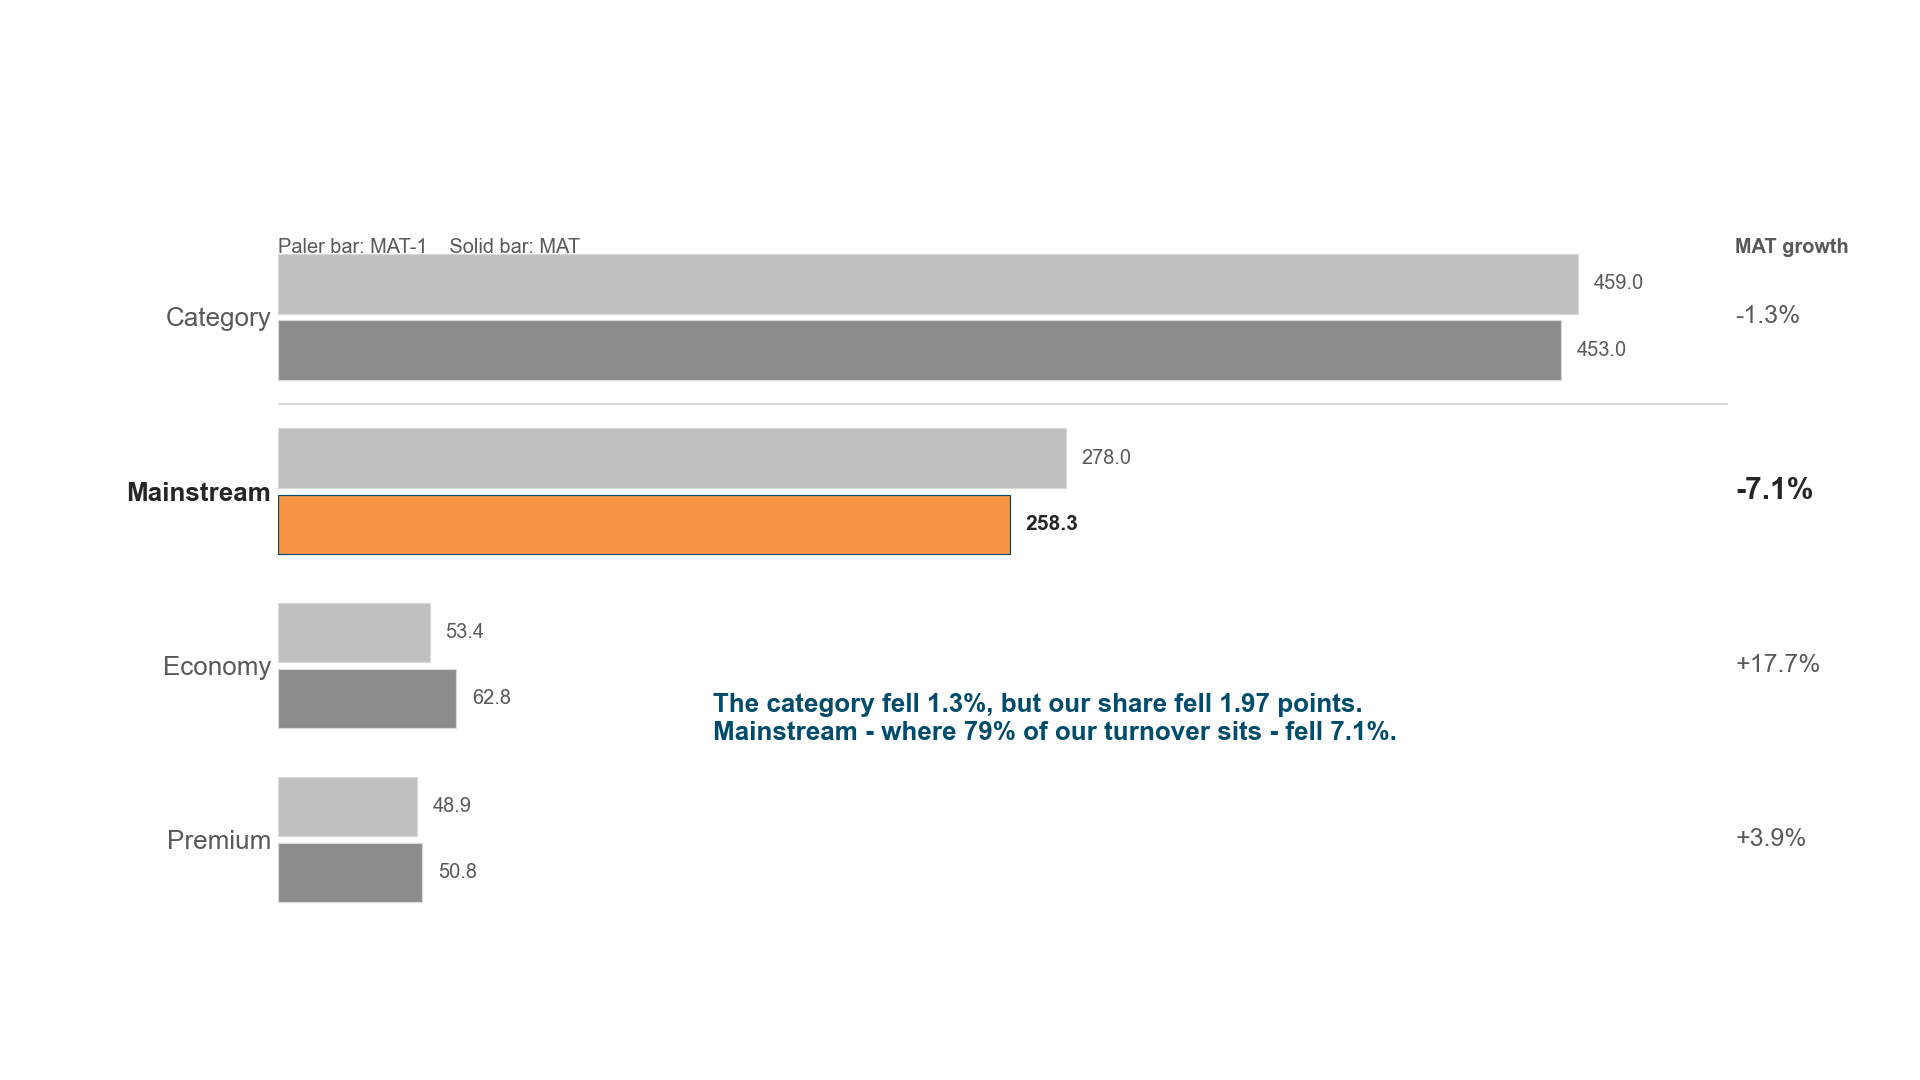 Paler bar: MAT-1    Solid bar: MAT
MAT growth
Category
459.0
453.0
-1.3%
Mainstream
278.0
258.3
-7.1%
Economy
53.4
62.8
+17.7%
The category fell 1.3%, but our share fell 1.97 points.
Mainstream - where 79% of our turnover sits - fell 7.1%.
Premium
48.9
50.8
+3.9%